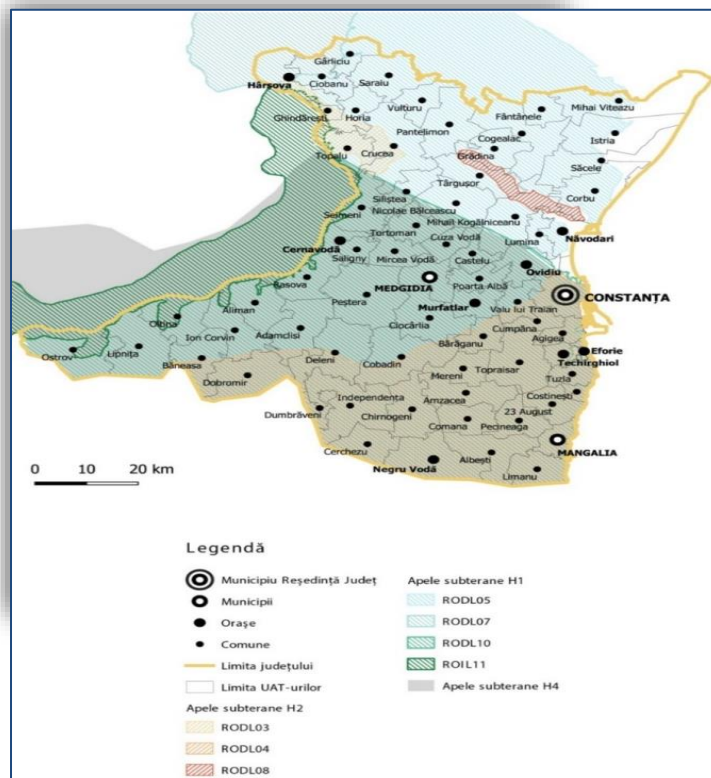 Gârliciu
Hârșova
Ciobanu
Saraiu
Ghindărești
Horia
Vulturu
Fântânele
Mihai Viteazu
Pantelimon
Cogealac
Istria
Topalu
Crucea
Grădina
Săcele
Târgușor
Corbu
Siliștea
Seimeni
Nicolae Bălcescu
Mihail Kogălniceanu
Tortoman
Cuza Vodă
Lumina
Năvodari
Cernavodă
Saligny
Mircea Vodă
Castelu
Ovidiu
Rasova
MEDGIDIA
Poarta Albă
CONSTANȚA
Peștera
Murfatlar
Valu lui Traian
Oltina
Aliman
Ciocârlia
Cumpăna
Ion Corvin
Adamclisi
Bărăganu
Agigea
Ostrov
Lipnița
Băneasa
Deleni
Cobadin
Eforie
Techirghiol
Dobromir
Mereni
Topraisar
Tuzla
Independența
Amzacea
Costinești
Dumbrăveni
Chirnogeni
23 August
Comana
Pecineaga
Cerchezu
MANGALIA
Negru Vodă
Albești
Limanu
0 10 20 km
Legendă
Municipiu Reședință Județ
Municipii
Orașe
Comune
Limita județului
Limita UAT-urilor
Apele subterane H2
RODL03
RODL04
RODL08
Apele subterane H1
RODL05
RODL07
RODL10
ROIL11
Apele subterane H4